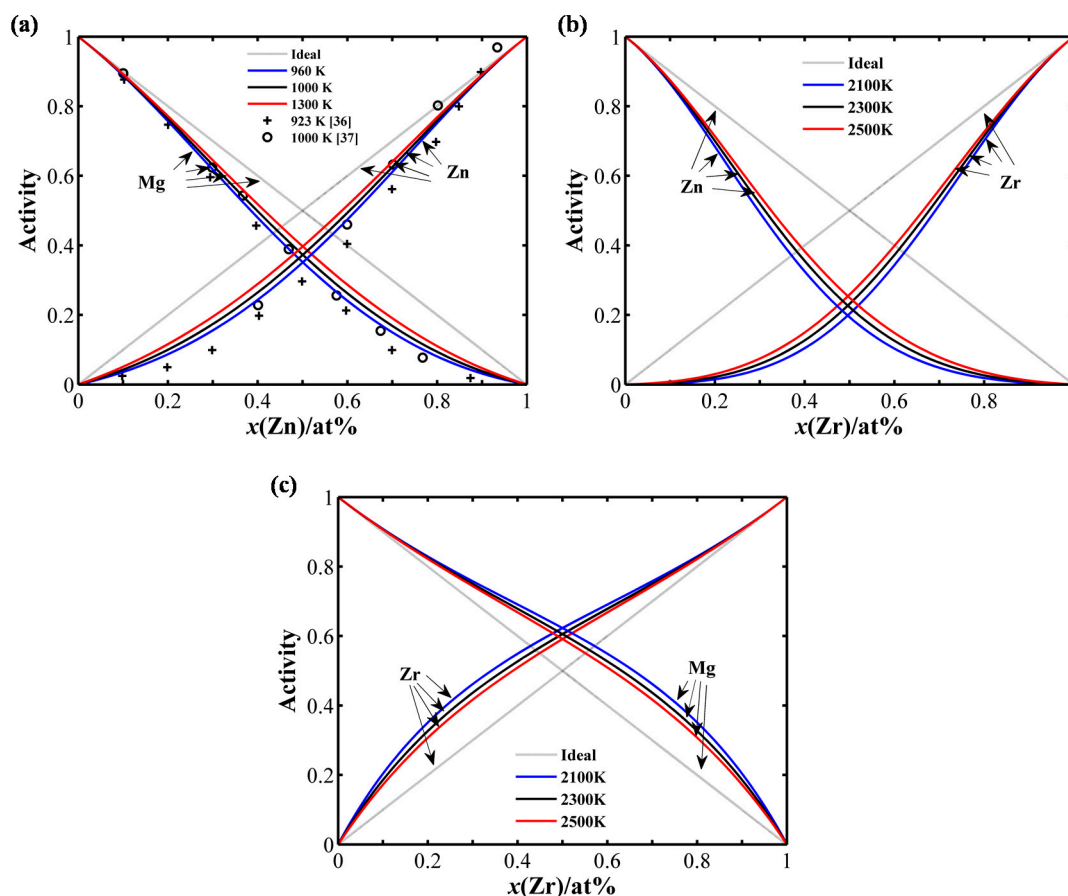 (a)
Activity
1
0.8
0.6
0.4
0.2
0
Ideal
960 K
1000 K
1300 K
923 K [36]
1000 K [37]
Mg
Zn
0
0.2
0.4
0.6
0.8
1
x(Zn)/at%
(b)
Activity
1
0.8
0.6
0.4
0.2
0
Ideal
2100K
2300K
2500K
Zn
Zr
0
0.2
0.4
0.6
0.8
x(Zr)/at%
(c)
Activity
1
0.8
0.6
0.4
0.2
0
Zr
Mg
Ideal
2100K
2300K
2500K
0
0.2
0.4
0.6
0.8
1
x(Zr)/at%